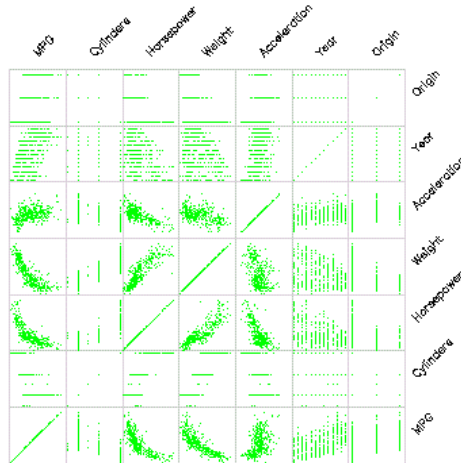 MPG
Cylinders
Horsepower
Weight
Acceleration
Year
Origin
Origin
Year
Acceleration
Weight
Horsepower
Cylinders
MPG